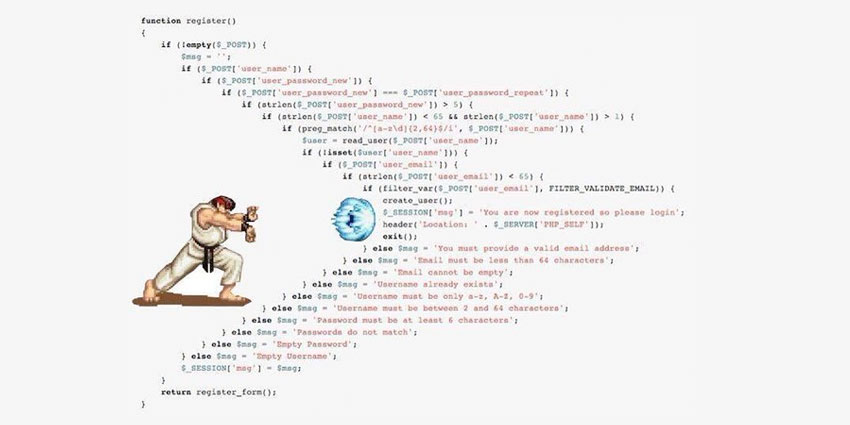 function register()
{
if (!empty($_POST)) {
$msg = '';
if ($_POST['user_name']) {
if ($_POST['user_password_new']) {
if ($_POST['user_password_new'] === $_POST['user_password_repeat']) {
if (strlen($_POST['user_password_new']) > 5) {
if (strlen($_POST['user_name']) < 65 && strlen($_POST['user_name']) > 1) {
if (preg_match('/^[a-z\d]{2,64}$/i', $_POST['user_name'])) {
$user = read_user($_POST['user_name']);
if (!isset($user['user_name'])) {
if ($_POST['user_email']) {
if (strlen($_POST['user_email']) < 65) {
if (filter_var($_POST['user_email'], FILTER_VALIDATE_EMAIL)) {
create_user();
$_SESSION['msg'] = 'You are now registered so please login';
header('Location: ' . $_SERVER['PHP_SELF']);
exit();
} else $msg = 'You must provide a valid email address';
} else $msg = 'Email must be less than 64 characters';
} else $msg = 'Email cannot be empty';
} else $msg = 'Username already exists';
} else $msg = 'Username must be only a-z, A-Z, 0-9';
} else $msg = 'Username must be between 2 and 64 characters';
} else $msg = 'Password must be at least 6 characters';
} else $msg = 'Passwords do not match';
} else $msg = 'Empty Password';
} else $msg = 'Empty Username';
$_SESSION['msg'] = $msg;
}
return register_form();
}